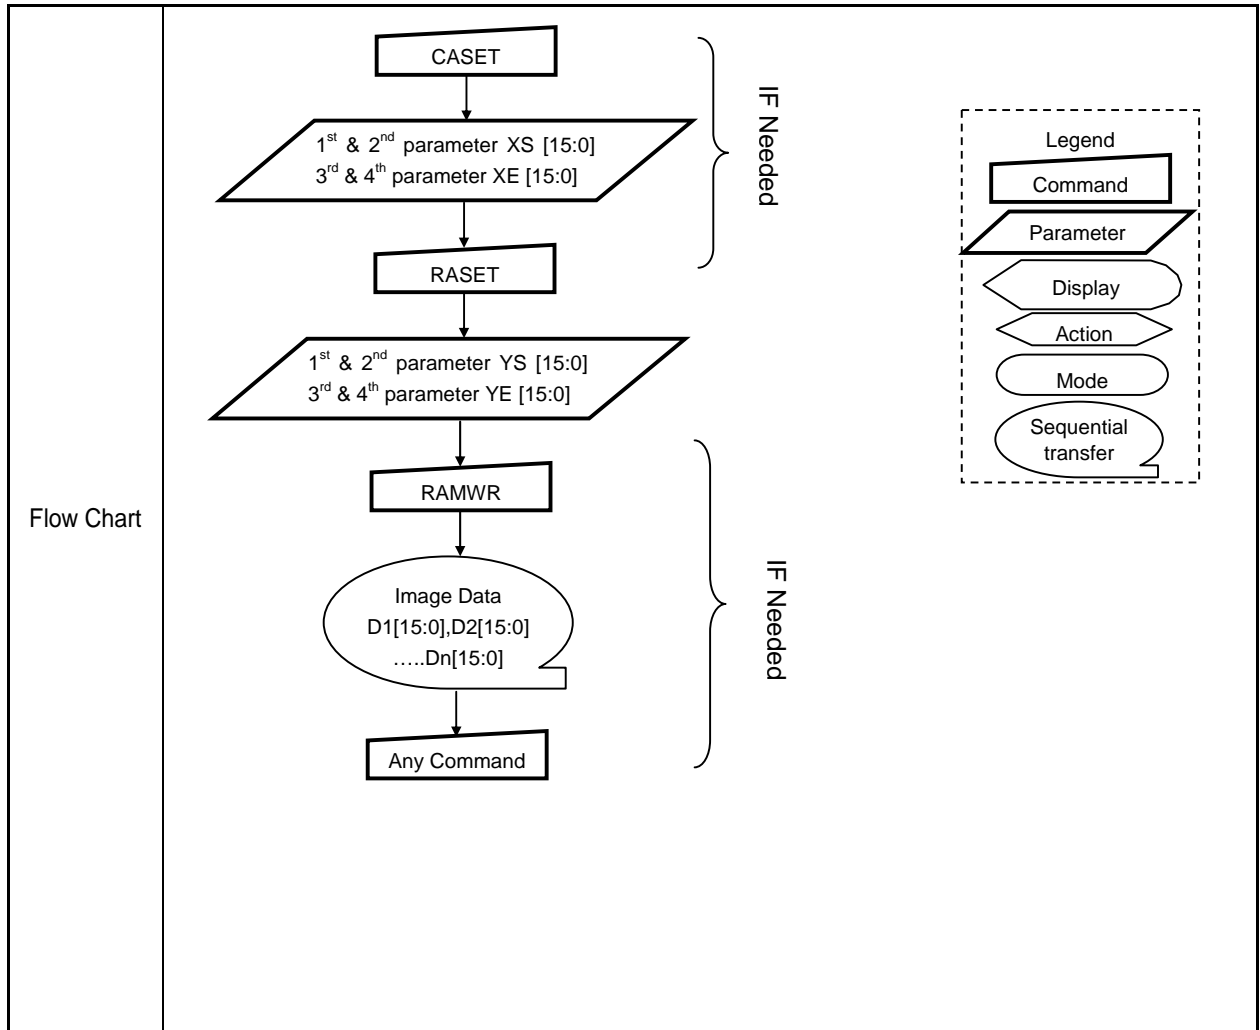 Flow Chart
CASET
1st & 2nd parameter XS [15:0]
3rd & 4th parameter XE [15:0]
RASET
IF Needed
1st & 2nd parameter YS [15:0]
3rd & 4th parameter YE [15:0]
RAMWR
Image Data
D1[15:0],D2[15:0]
.....Dn[15:0]
Any Command
IF Needed
Legend
Command
Parameter
Display
Action
Mode
Sequential
transfer